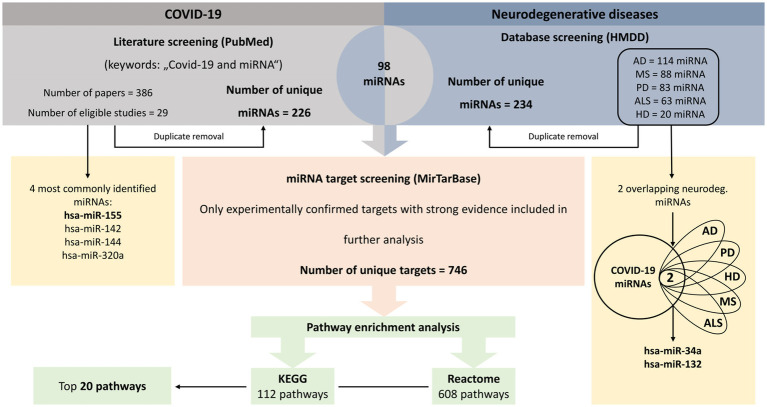 COVID-19
Neurodegenerative diseases
Literature screening (PubMed)
(keywords: „Covid-19 and miRNA“)
Number of papers = 386
Number of eligible studies = 29
Number of unique
miRNAs = 226
Duplicate removal
98
miRNAs
Database screening (HMDD)
Number of unique
miRNAs = 234
AD = 114 miRNA
MS = 88 miRNA
PD = 83 miRNA
ALS = 63 miRNA
HD = 20 miRNA
Duplicate removal
4 most commonly identified
miRNAs:
hsa-miR-155
hsa-miR-142
hsa-miR-144
hsa-miR-320a
miRNA target screening (MirTarBase)
Only experimentally confirmed targets with strong evidence included in
further analysis
Number of unique targets = 746
2 overlapping neurodeg.
miRNAs
COVID-19
miRNAs
2
AD
PD
HD
MS
ALS
hsa-miR-34a
hsa-miR-132
Pathway enrichment analysis
Top 20 pathways
KEGG
112 pathways
Reactome
608 pathways